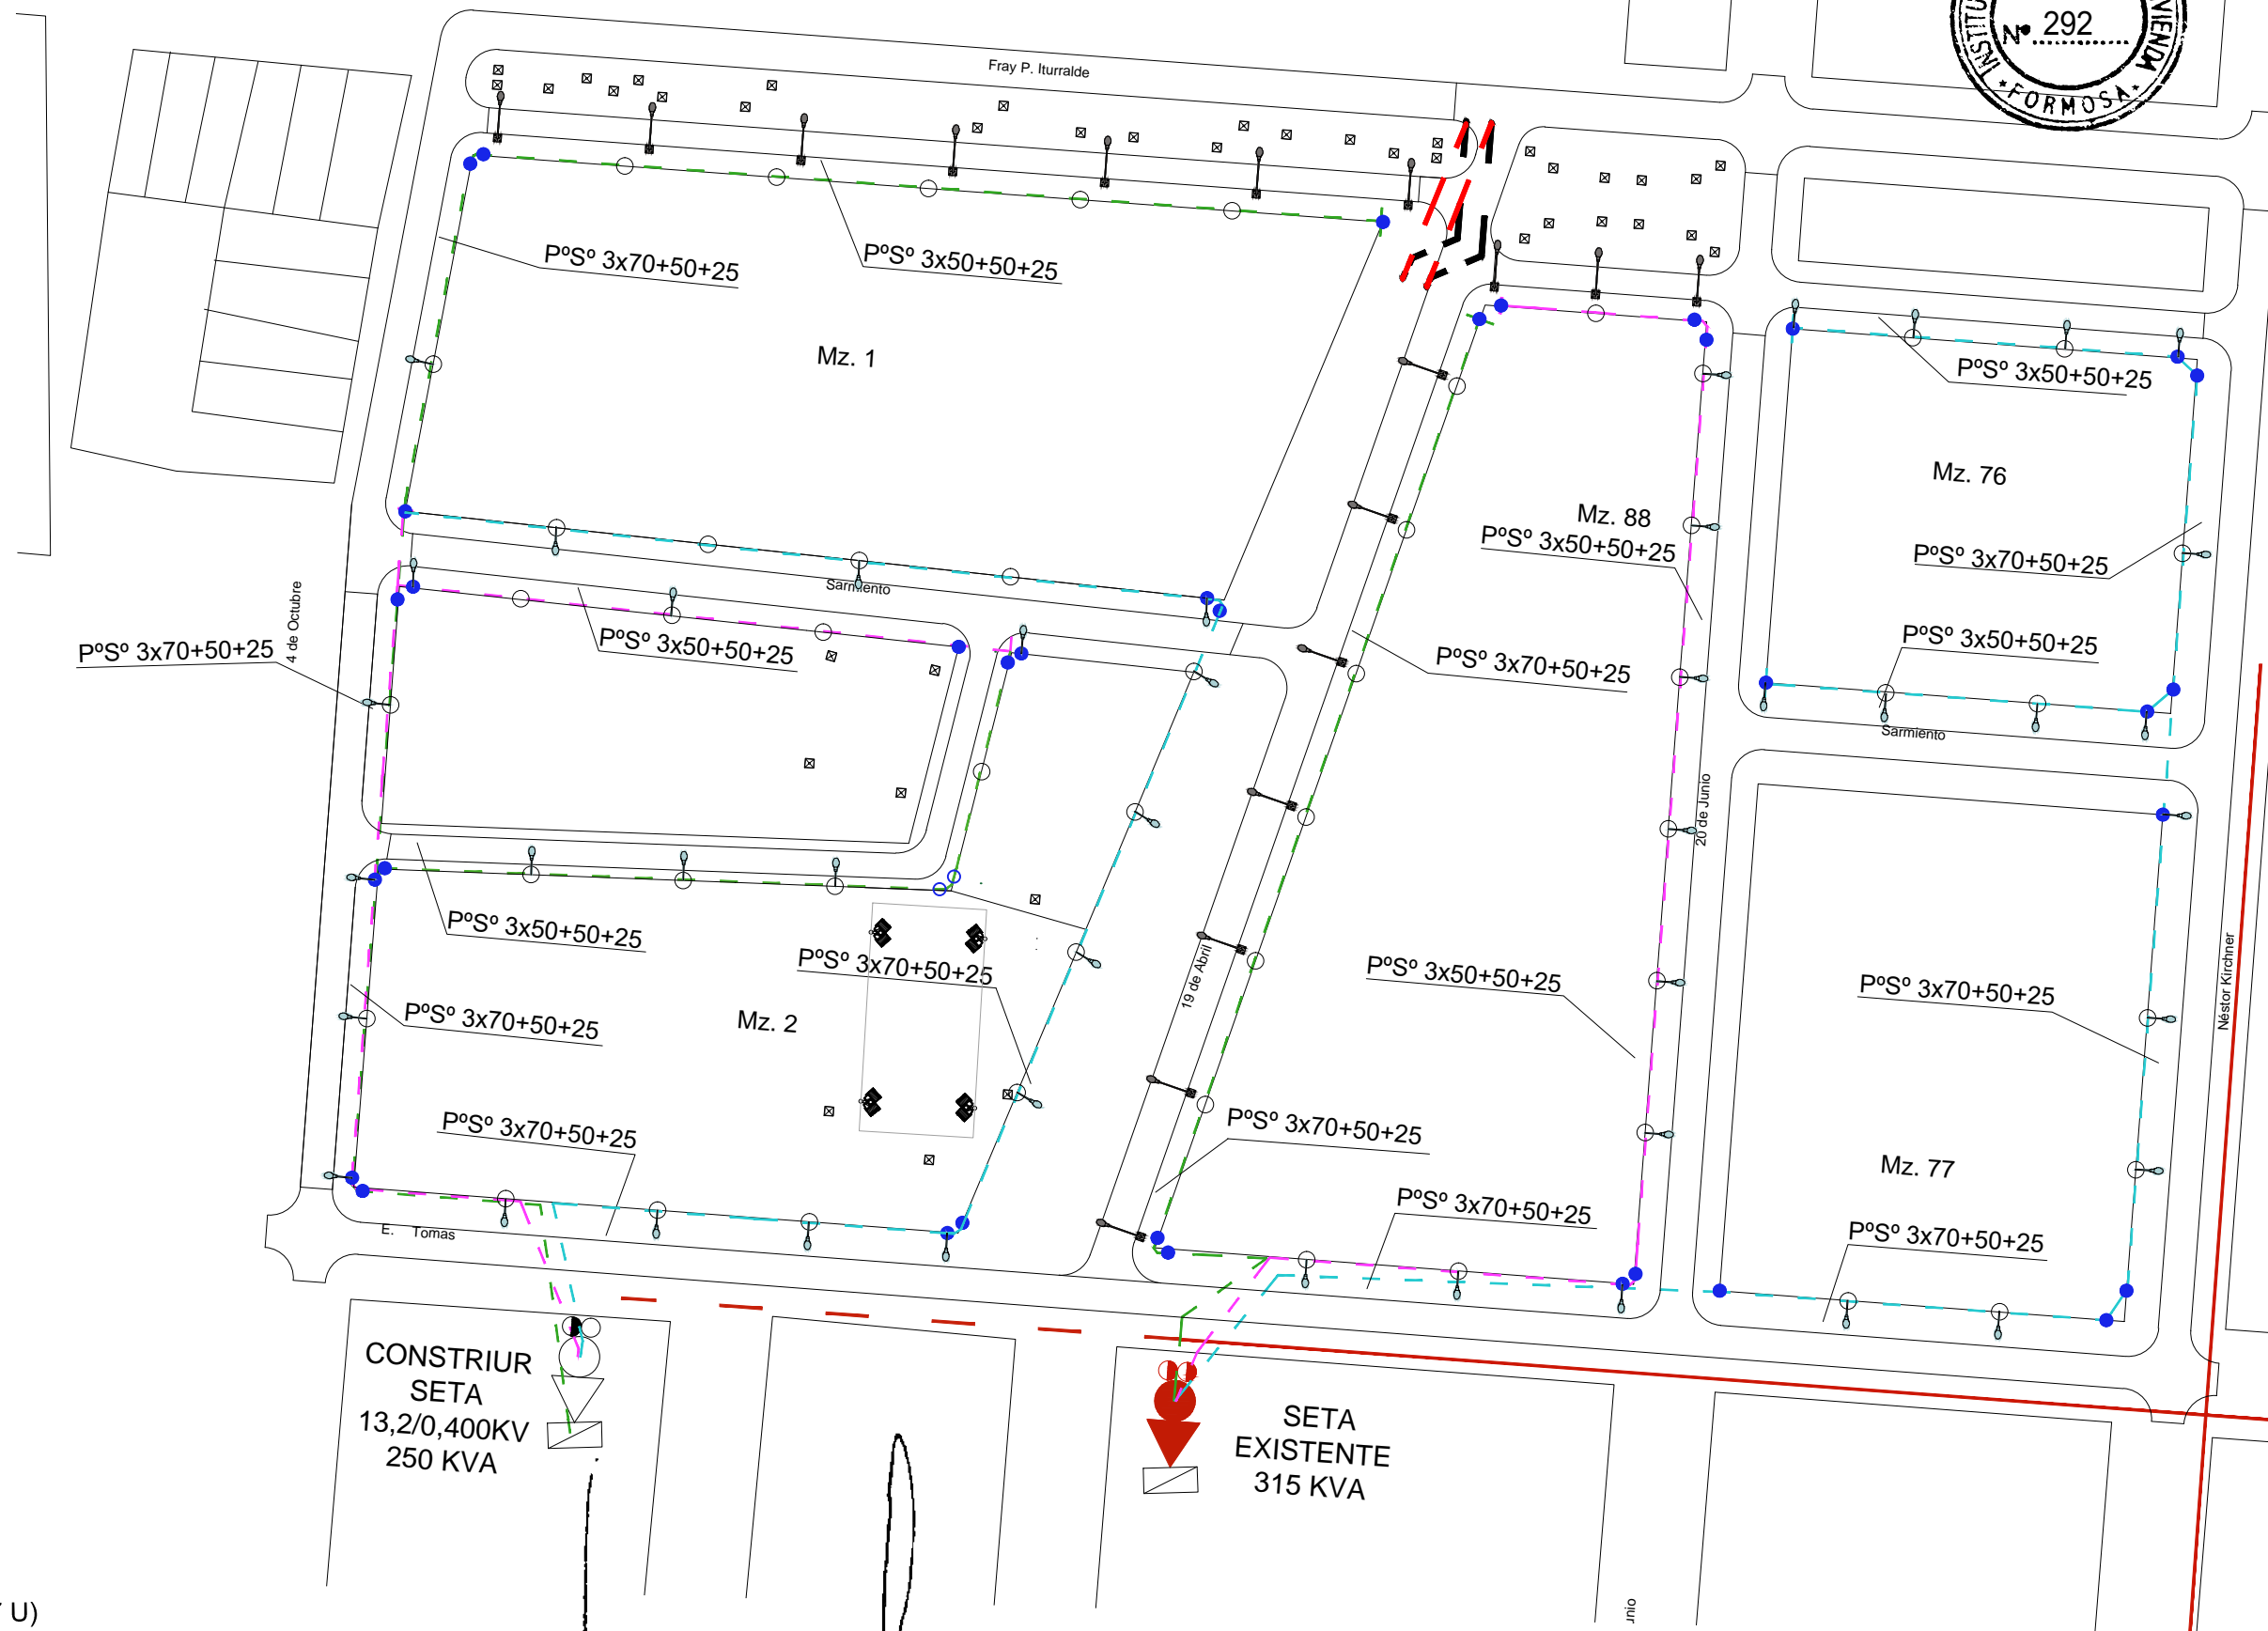 INSTITU
VIENDA
Nº 292
FORMOSA
Fray P. Iturralde
PºSº 3x70+50+25
PºSº 3x50+50+25
Mz. 1
PºSº 3x50+50+25
Mz. 76
Mz. 88
PºSº 3x50+50+25
PºSº 3x70+50+25
Sarmiento
4 de Octubre
PºSº 3x70+50+25
PºSº 3x50+50+25
PºSº 3x70+50+25
PºSº 3x50+50+25
Sarmiento
20 de Junio
PºSº 3x50+50+25
PºSº 3x70+50+25
19 de Abril
PºSº 3x50+50+25
PºSº 3x70+50+25
Néstor Kirchner
PºSº 3x70+50+25
Mz. 2
PºSº 3x70+50+25
PºSº 3x70+50+25
Mz. 77
PºSº 3x70+50+25
PºSº 3x70+50+25
E. Tomas
CONSTRIUR
SETA
13,2/0,400KV
250 KVA
SETA
EXISTENTE
315 KVA
unio
U)